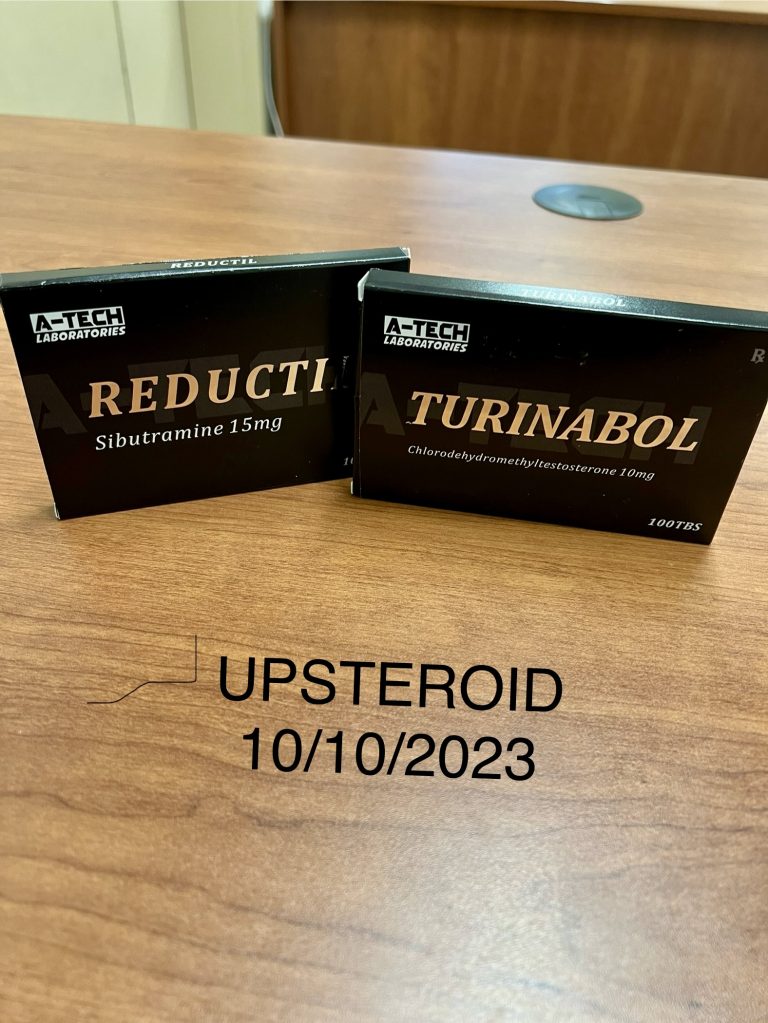 REDUCTIL
A-TECH
LABORATORIES
REDUCTI
Sibutramine 15mg
TURINABOL
A-TECH
LABORATORIES
TURINABOL
Chlorodehydromethyltestosterone 10mg
100TBS
UPSTEROID
10/10/2023